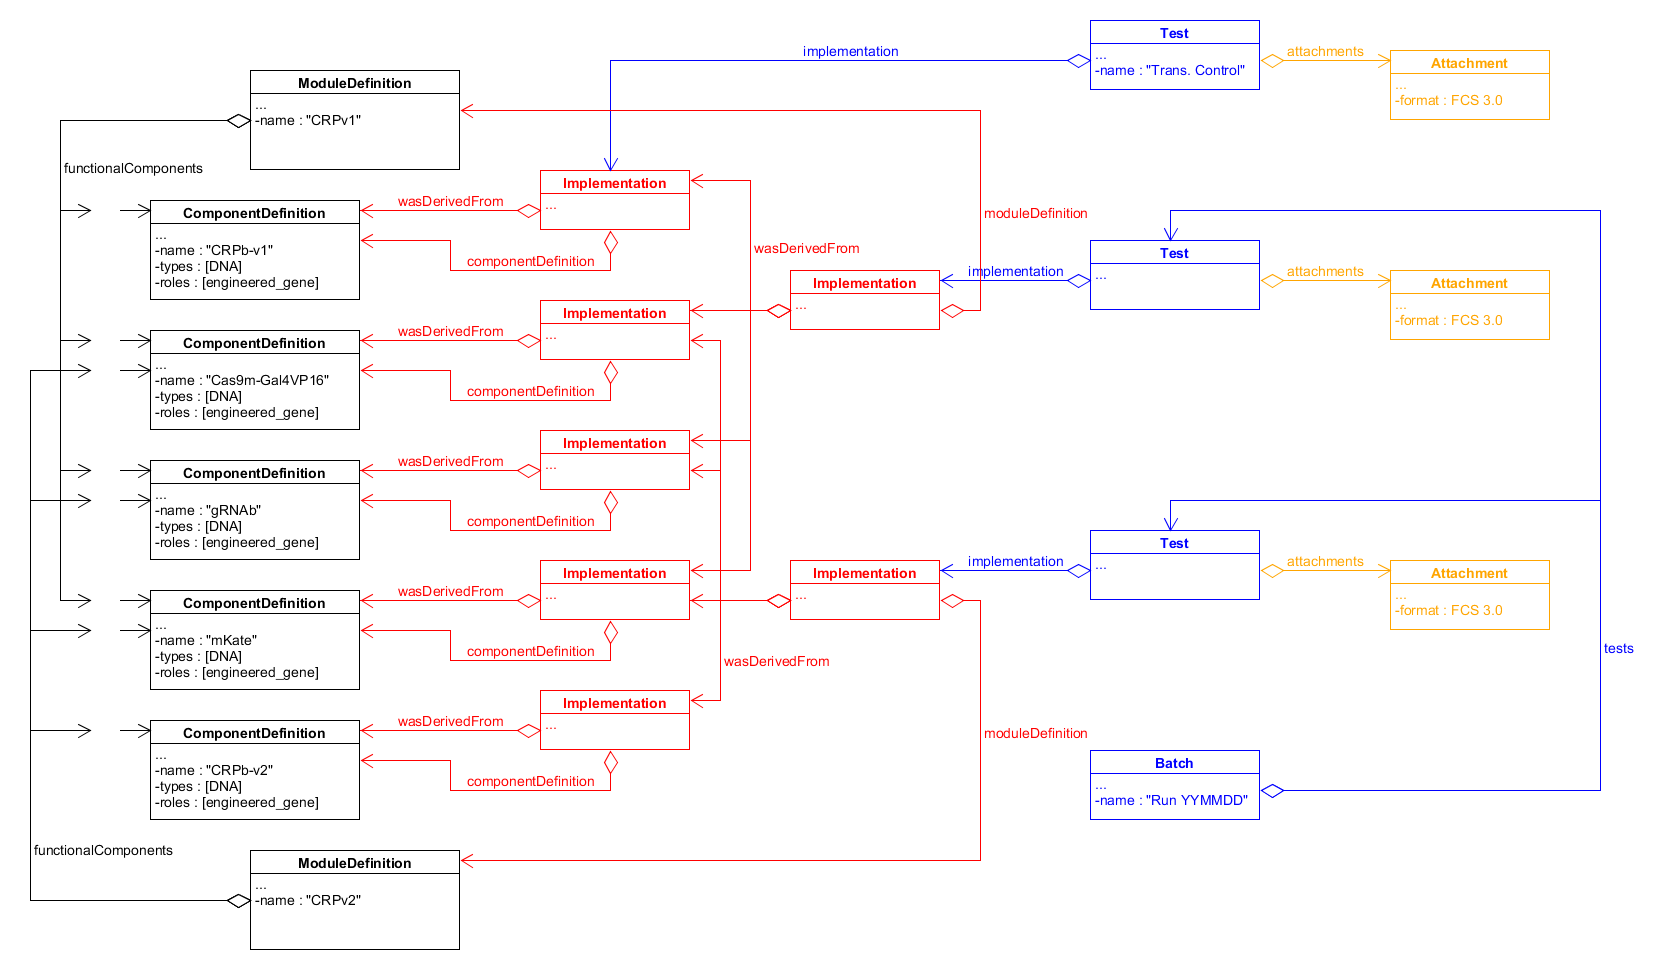 Test
...
-name : "Trans. Control"
implementation
attachments
Attachment
...
-format : FCS 3.0
ModuleDefinition
...
-name : "CRPv1"
functionalComponents
Implementation
...
wasDerivedFrom
componentDefinition
ComponentDefinition
...
-name : "CRPb-v1"
-types : [DNA]
-roles : [engineered_gene]
moduleDefinition
wasDerivedFrom
Test
...
implementation
attachments
Attachment
...
-format : FCS 3.0
Implementation
...
Implementation
...
wasDerivedFrom
componentDefinition
ComponentDefinition
...
-name : "Cas9m-Gal4VP16"
-types : [DNA]
-roles : [engineered_gene]
Implementation
...
wasDerivedFrom
componentDefinition
ComponentDefinition
...
-name : "gRNAb"
-types : [DNA]
-roles : [engineered_gene]
Test
...
implementation
attachments
Attachment
...
-format : FCS 3.0
Implementation
...
Implementation
...
wasDerivedFrom
componentDefinition
ComponentDefinition
...
-name : "mKate"
-types : [DNA]
-roles : [engineered_gene]
tests
wasDerivedFrom
Implementation
...
wasDerivedFrom
componentDefinition
ComponentDefinition
...
-name : "CRPb-v2"
-types : [DNA]
-roles : [engineered_gene]
moduleDefinition
Batch
...
-name : "Run YYMMDD"
functionalComponents
ModuleDefinition
...
-name : "CRPv2"